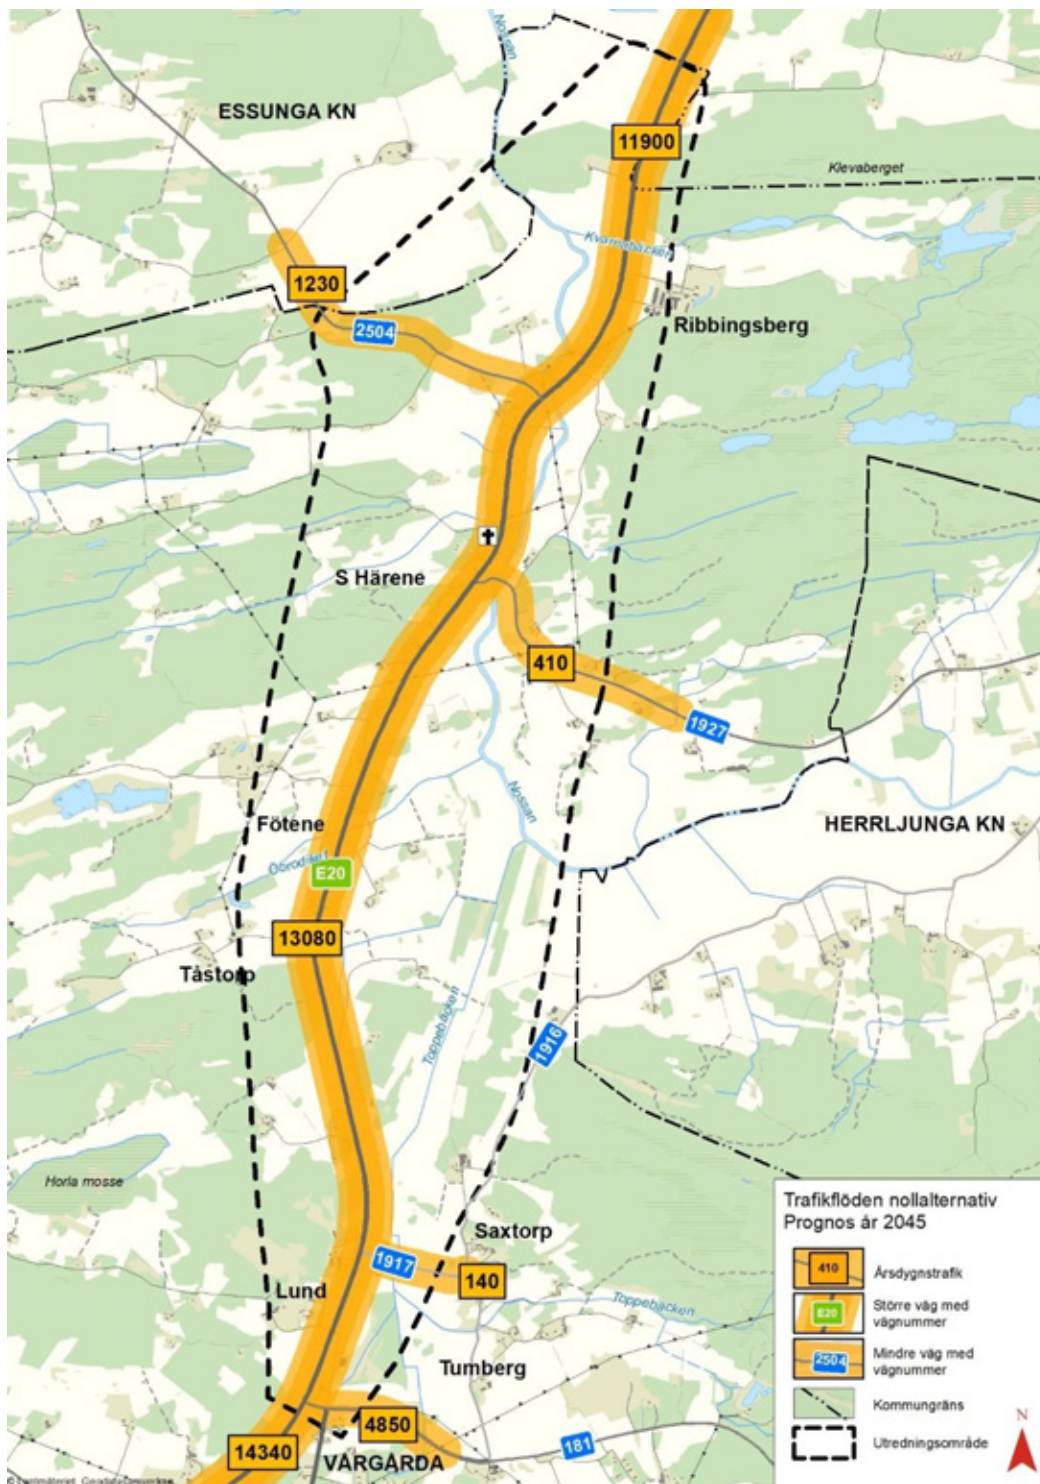 Nossan
ESSUNGA KN
11900
Klevaberget
Kvarnabäcken
1230
2504
Ribbingsberg
S Härene
410
1927
Nossan
Fötene
HERRLJUNGA KN
E20
13080
Tåstorp
Toppebäcken
1916
Horla mosse
Saxtorp
1917
140
Lund
Toppebäcken
Tumberg
4850
14340
VÅRGÅRDA
181
Trafikflöden nollalternativ
Prognos år 2045
410
Årsdygnstrafik
E20
Större väg med
vägnummer
2504
Mindre väg med
vägnummer
Kommungräns
Utredningsområde
N